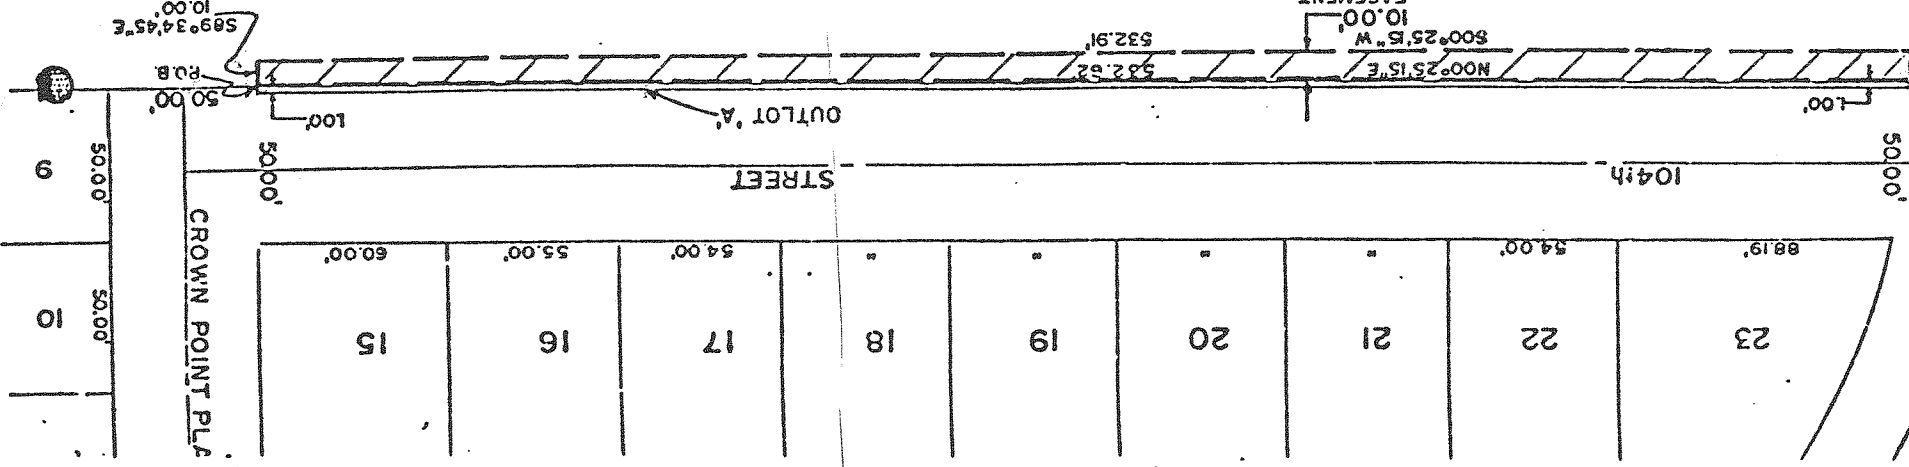 23 22 21 20 19 18 17 16 15 10
88.19' 54.00' " " " " 54.00' 55.00' 60.00'
50.00'
CROWN POINT PLA
104th STREET
50.00'
50.00'
50.00'
9
1.00' OUTLOT 'A' 1.00'
50.00'
N00°25'15"E 532.62 P.O.B.
S00°25'15"W 532.91'
S89°34'45"E
10.00'
10.00'